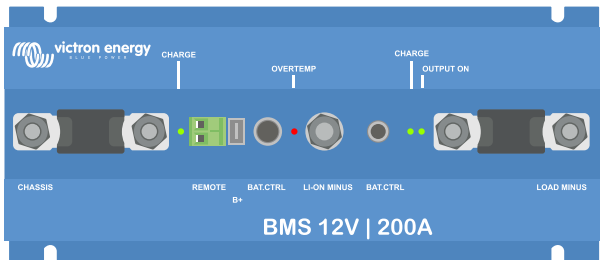 victron energy
BLUE POWER
CHARGE
OVERTEMP
CHARGE
OUTPUT ON
CHASSIS
REMOTE
B+
BAT.CTRL
LI-ON MINUS
BAT.CTRL
LOAD MINUS
BMS 12V | 200A